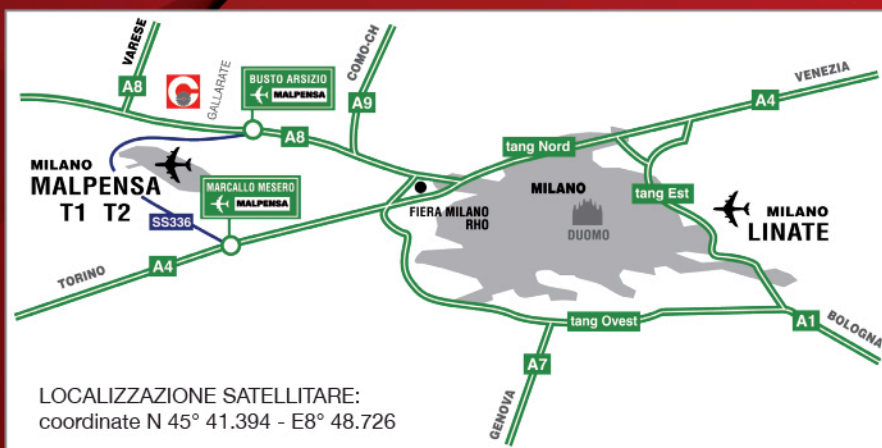 VARESE
A8
GALLARATE
BUSTO ARSIZIO
MALPENSA
COMO-CH
A9
VENEZIA
A4
A8
tang Nord
MILANO
MALPENSA
T1 T2
MARCALLO MESERO
MALPENSA
SS336
FIERA MILANO
RHO
MILANO
DUOMO
tang Est
MILANO
LINATE
TORINO
A4
tang Ovest
A1
BOLOGNA
A7
GENOVA
LOCALIZZAZIONE SATELLITARE:
coordinate N 45° 41.394 - E8° 48.726